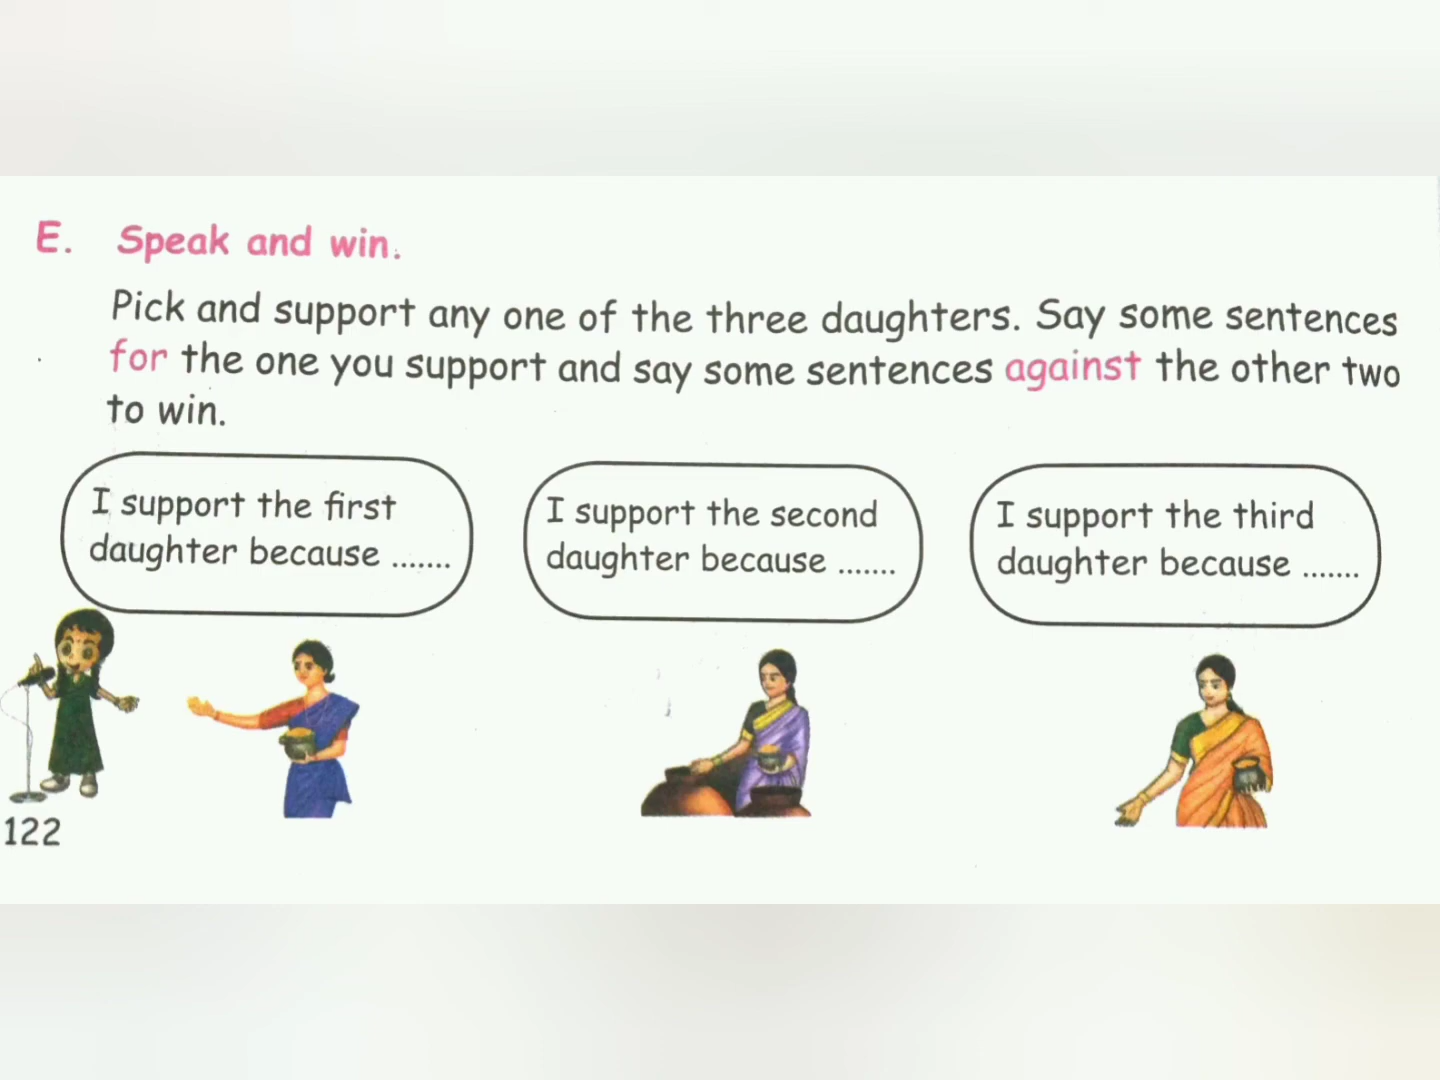 E. Speak and win.
Pick and support any one of the three daughters. Say some sentences
for the one you support and say some sentences against the other two
to win.
I support the first
daughter because .......
I support the second
daughter because .......
I support the third
daughter because .......
122